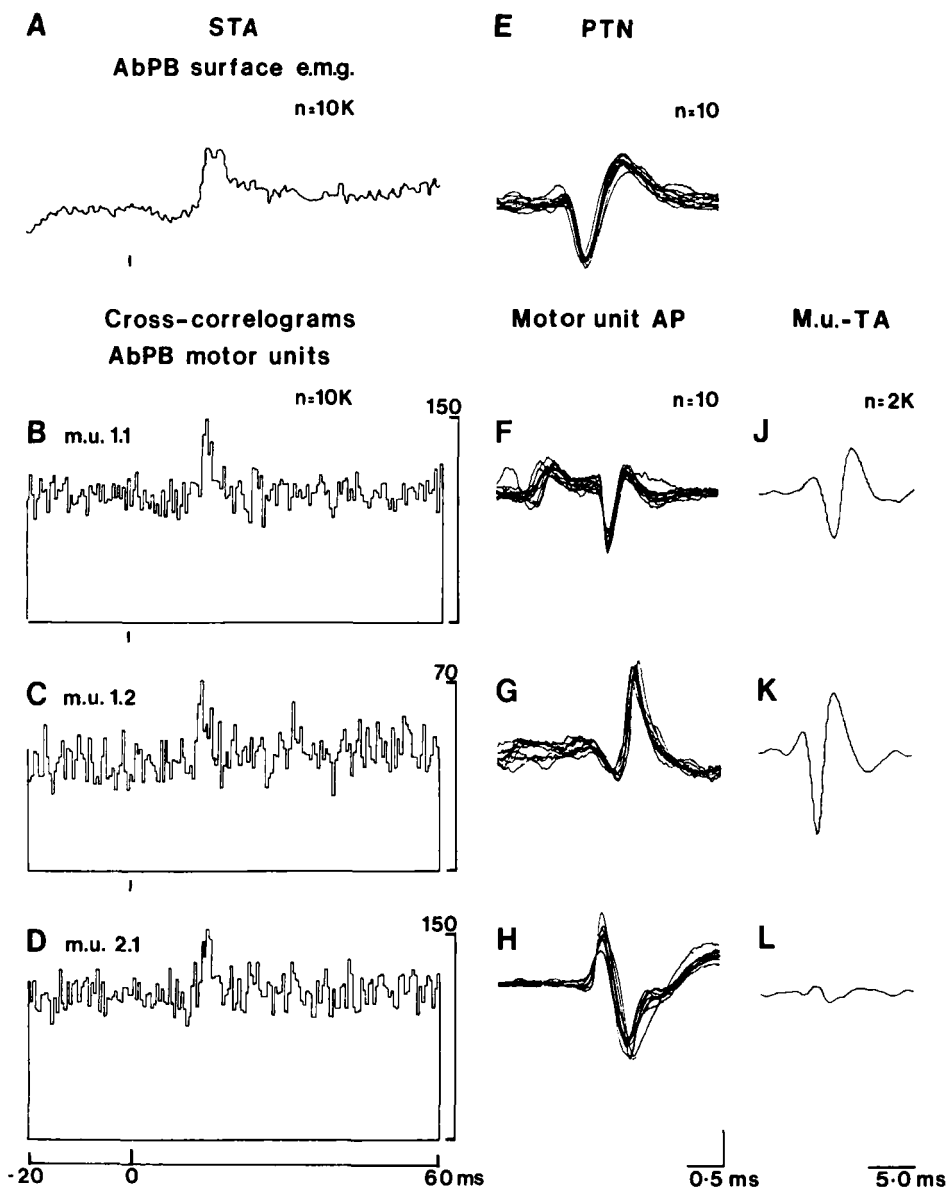 A STA
AbPB surface e.m.g.
n=10K
E PTN
n=10
Cross-correlograms
AbPB motor units
n=10K
Motor unit AP
n=10
M.u.-TA
n=2K
B m.u. 1.1
150
F
J
C m.u. 1.2
70
G
K
D m.u. 2.1
150
H
L
-20 0 60 ms
0·5 ms
5·0 ms